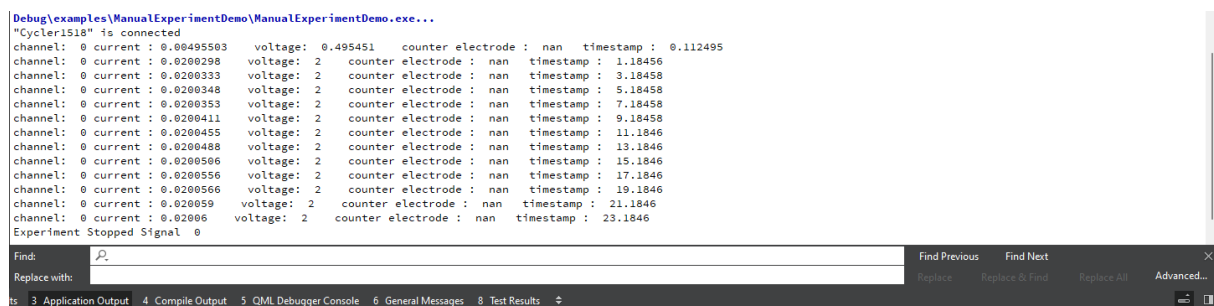 Debug\examples\ManualExperimentDemo\ManualExperimentDemo.exe...
"Cycler1518" is connected
channel:  0 current : 0.00495503    voltage:  0.495451    counter electrode :  nan   timestamp :  0.112495
channel:  0 current : 0.0200298    voltage:  2    counter electrode :  nan   timestamp :  1.18456
channel:  0 current : 0.0200333    voltage:  2    counter electrode :  nan   timestamp :  3.18458
channel:  0 current : 0.0200348    voltage:  2    counter electrode :  nan   timestamp :  5.18458
channel:  0 current : 0.0200353    voltage:  2    counter electrode :  nan   timestamp :  7.18458
channel:  0 current : 0.0200411    voltage:  2    counter electrode :  nan   timestamp :  9.18458
channel:  0 current : 0.0200455    voltage:  2    counter electrode :  nan   timestamp :  11.1846
channel:  0 current : 0.0200488    voltage:  2    counter electrode :  nan   timestamp :  13.1846
channel:  0 current : 0.0200506    voltage:  2    counter electrode :  nan   timestamp :  15.1846
channel:  0 current : 0.0200556    voltage:  2    counter electrode :  nan   timestamp :  17.1846
channel:  0 current : 0.0200566    voltage:  2    counter electrode :  nan   timestamp :  19.1846
channel:  0 current : 0.020059    voltage:  2    counter electrode :  nan   timestamp :  21.1846
channel:  0 current : 0.02006    voltage:  2    counter electrode :  nan   timestamp :  23.1846
Experiment Stopped Signal  0
Find: Find Previous Find Next
Replace with: Replace Replace & Find Replace All Advanced...
ts 3 Application Output 4 Compile Output 5 QML Debugger Console 6 General Messages 8 Test Results